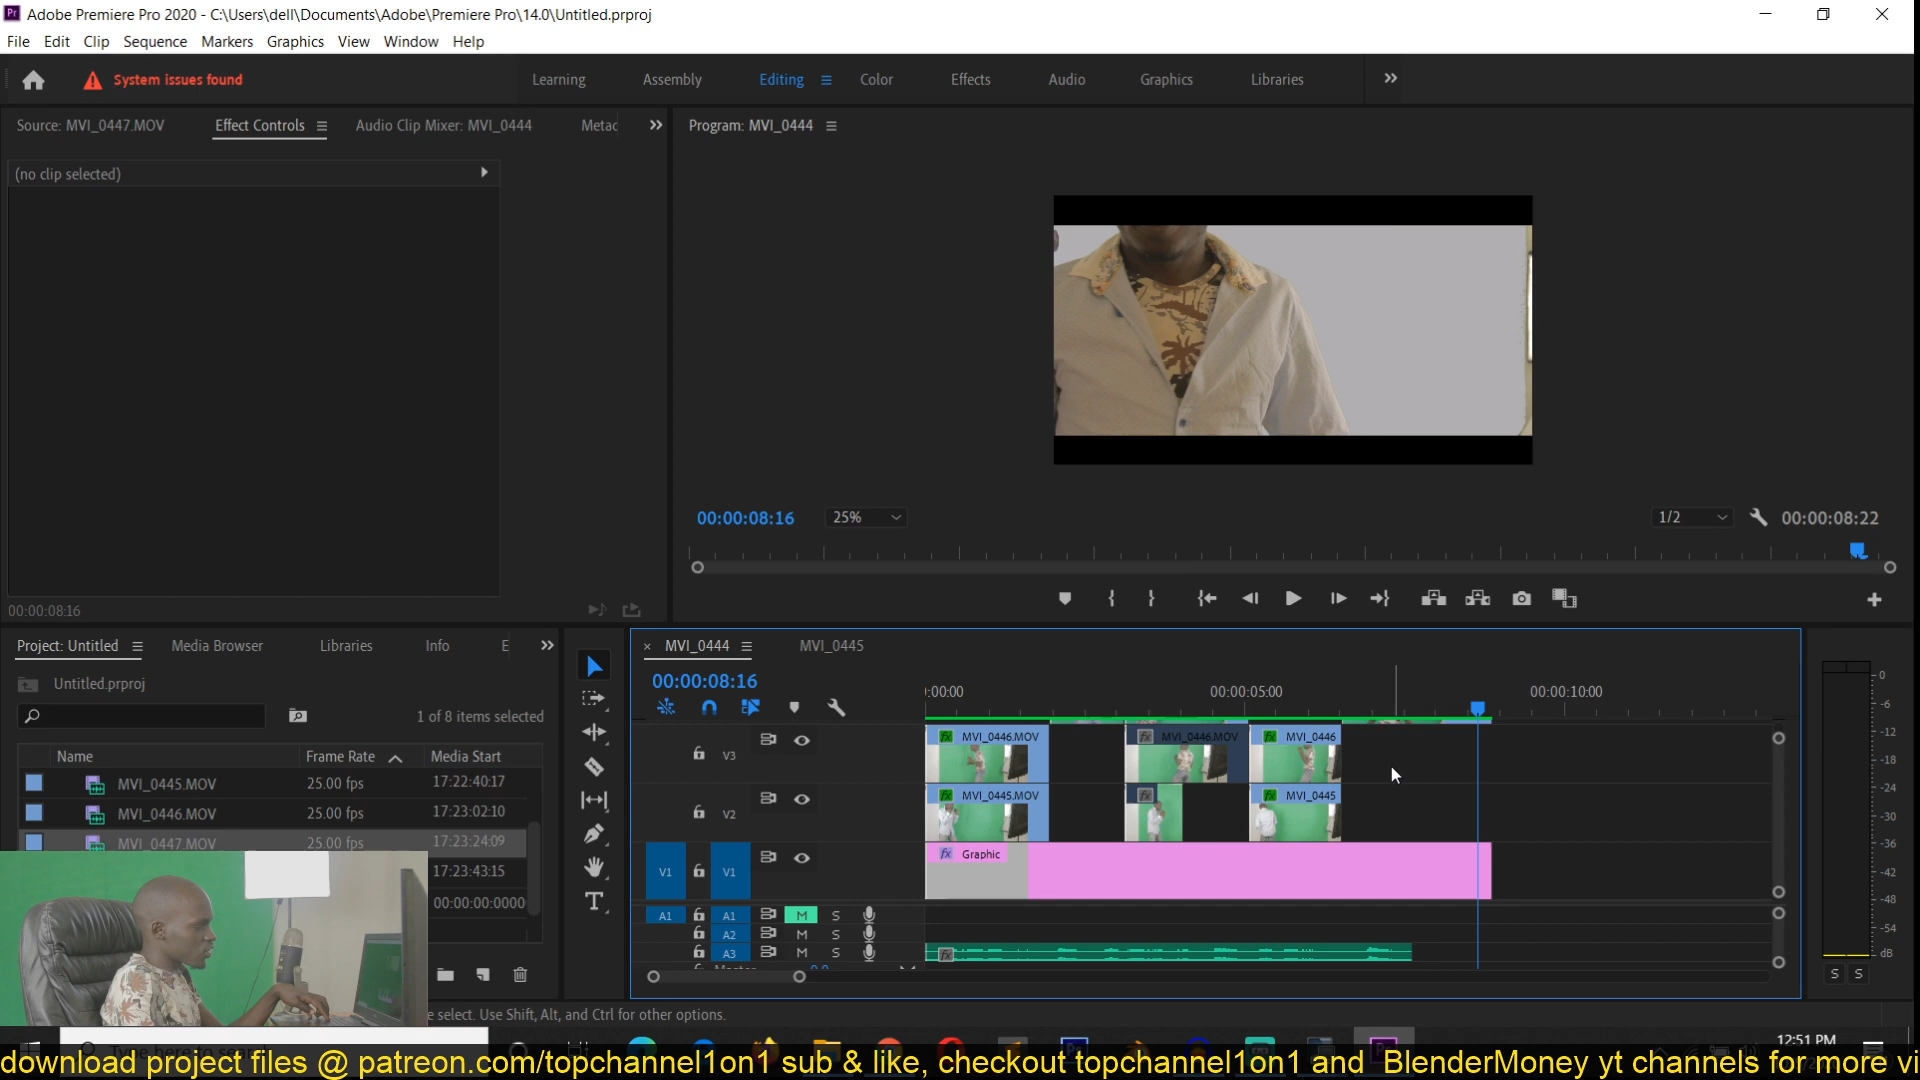 Adobe Premiere Pro 2020 - C:\Users\dell\Documents\Adobe\Premiere Pro\14.0\Untitled.prproj
File Edit Clip Sequence Markers Graphics View Window Help
System issues found Learning Assembly Editing Color Effects Audio Graphics Libraries
Source: MVI_0447.MOV Effect Controls Audio Clip Mixer: MVI_0444 Metac
Program: MVI_0444
(no clip selected)
00:00:08:16 25% 1/2 00:00:08:22
00:00:08:16
Project: Untitled Media Browser Libraries Info E
Untitled.prproj
1 of 8 items selected
Name Frame Rate Media Start
MVI_0445.MOV 25.00 fps 17:22:40:17
MVI_0446.MOV 25.00 fps 17:23:02:10
MVI_0447.MOV 25.00 fps 17:23:24:09
17:23:43:15
00:00:00:0000
MVI_0444 MVI_0445
00:00:08:16
:00:00 00:00:05:00 00:00:10:00
V3 MVI_0446.MOV MVI_0446.MOV MVI_0446
V2 MVI_0445.MOV MVI_0445
V1 V1 Graphic
A1 A1 M S
A2 M S
A3 M S
0
-6
-12
-18
-24
-30
-36
-42
-48
-54
dB
S S
e select. Use Shift, Alt, and Ctrl for other options.
12:51 PM
download project files @ patreon.com/topchannel1on1 sub & like, checkout topchannel1on1 and BlenderMoney yt channels for more vi